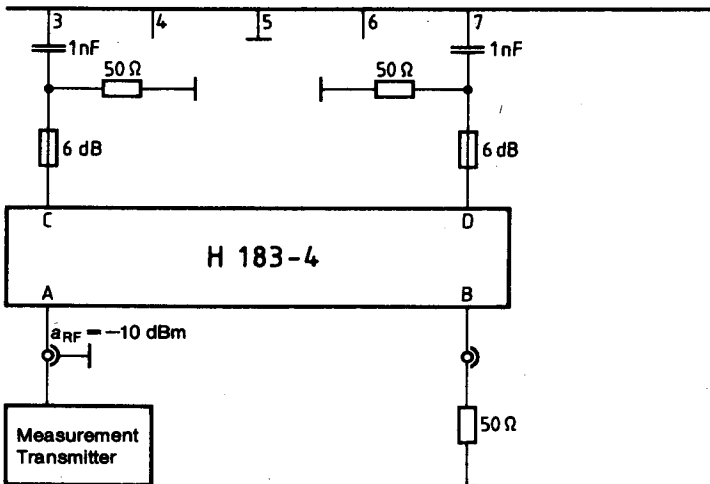 3 4 5 6 7
1nF 1nF
50 Ω 50 Ω
6 dB 6 dB
C D
H 183-4
A B
aRF = −10 dBm
50 Ω
Measurement
Transmitter